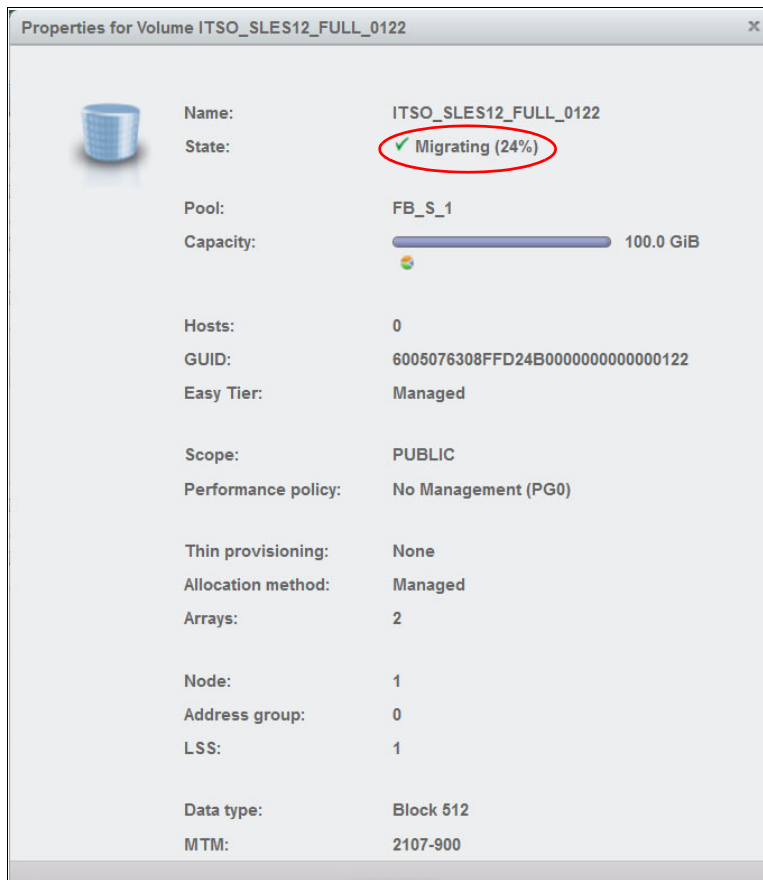 Properties for Volume ITSO_SLES12_FULL_0122 x
Name: ITSO_SLES12_FULL_0122
State: ✓ Migrating (24%)
Pool: FB_S_1
Capacity: 100.0 GiB
Hosts: 0
GUID: 6005076308FFD24B0000000000000122
Easy Tier: Managed
Scope: PUBLIC
Performance policy: No Management (PG0)
Thin provisioning: None
Allocation method: Managed
Arrays: 2
Node: 1
Address group: 0
LSS: 1
Data type: Block 512
MTM: 2107-900